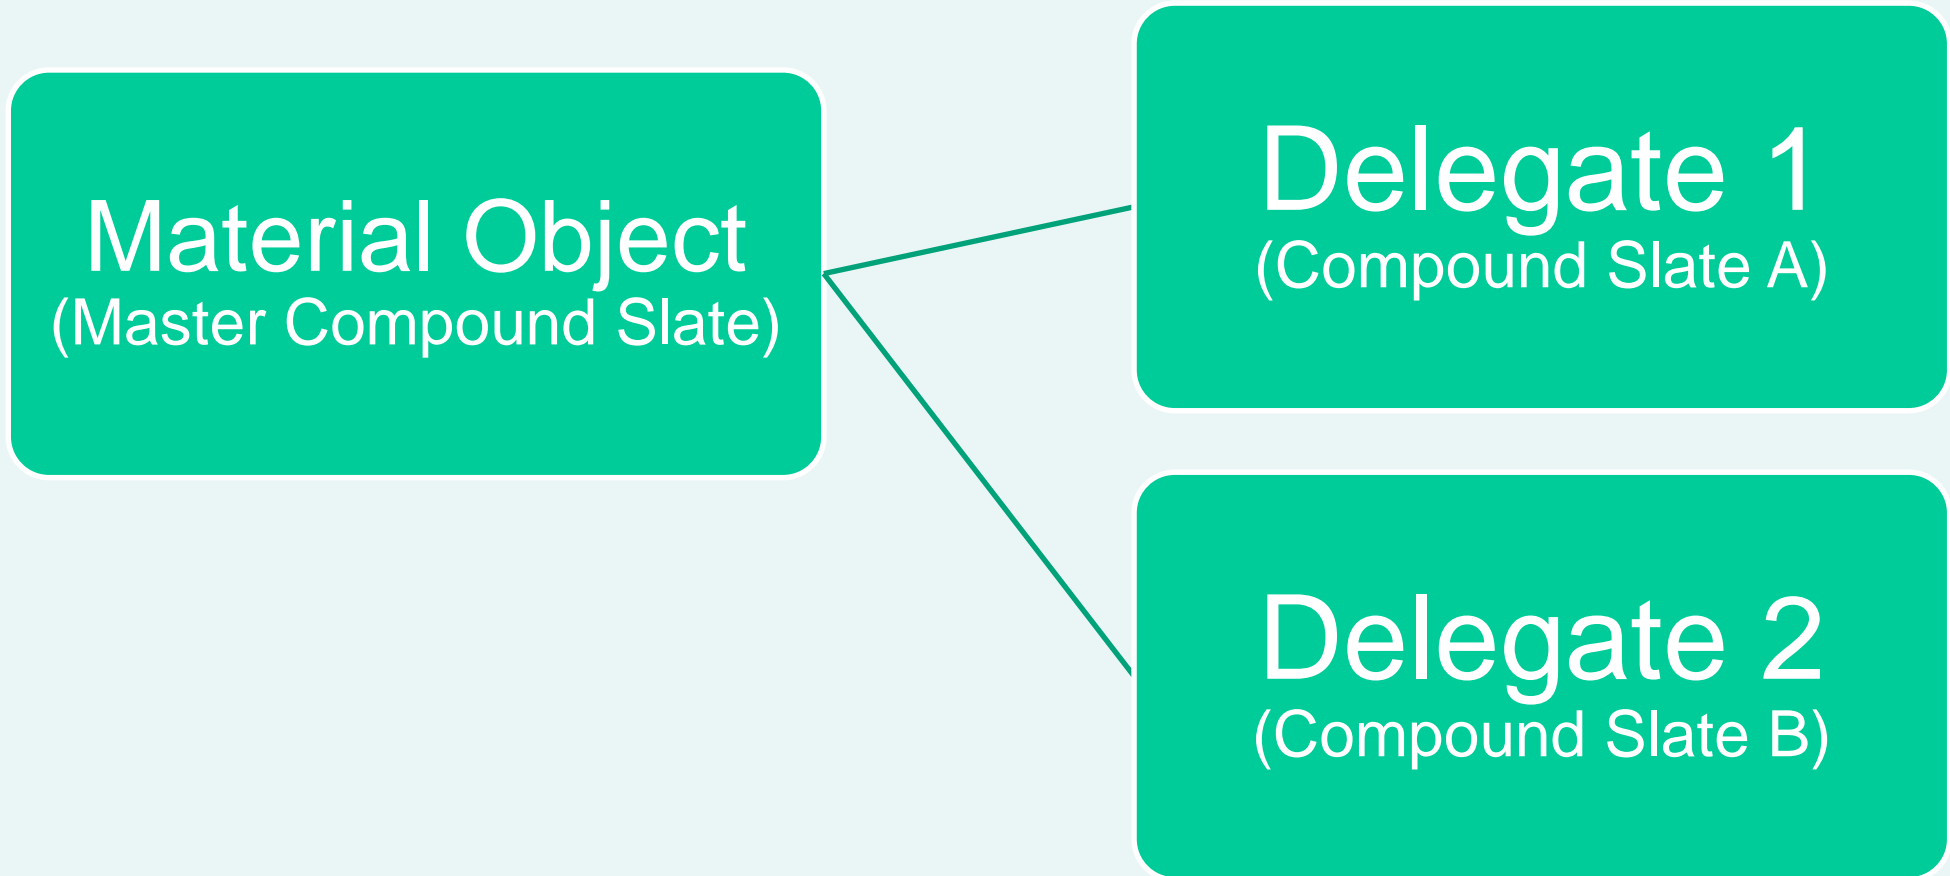 Material Object
(Master Compound Slate)
Delegate 1
(Compound Slate A)
Delegate 2
(Compound Slate B)